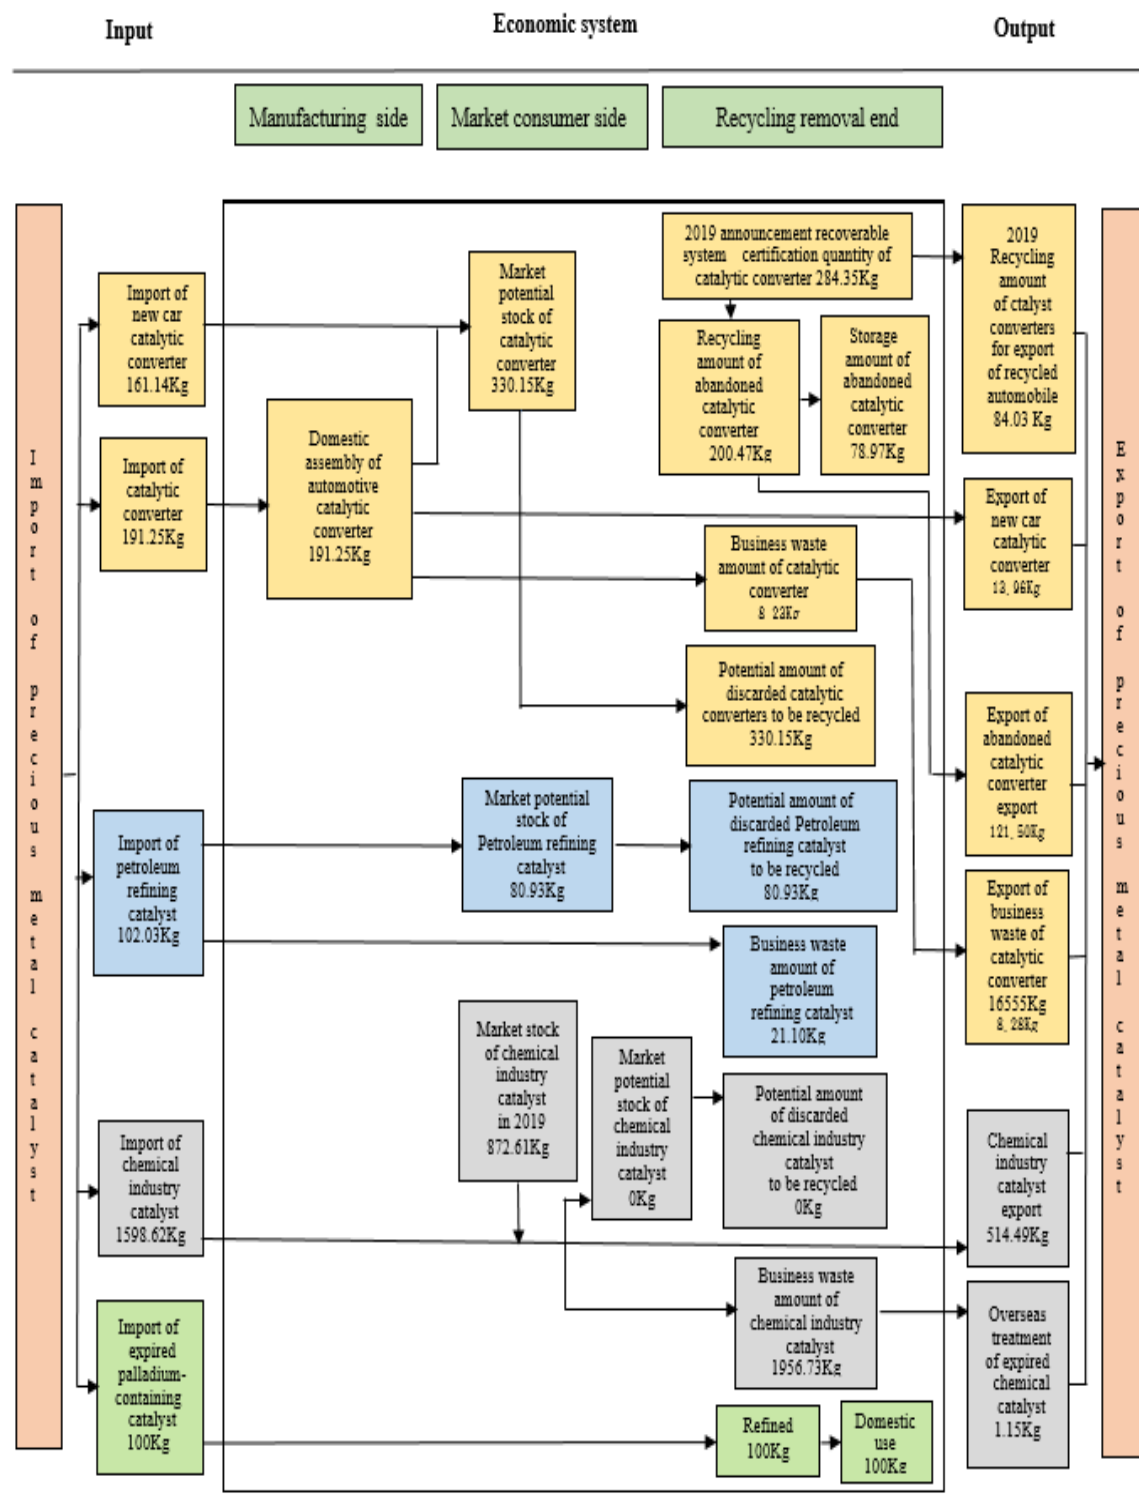 Input
Economic system
Output
Manufacturing side
Market consumer side
Recycling removal end
Import of precious metal catalyst
Import of
new car
catalytic
converter
161.14Kg
Import of
catalytic
converter
191.25Kg
Domestic
assembly of
automotive
catalytic
converter
191.25Kg
Market
potential
stock of
catalytic
converter
330.15Kg
2019 announcement recoverable
system certification quantity of
catalytic converter 284.35Kg
Recycling
amount of
abandoned
catalytic
converter
200.47Kg
Storage
amount of
abandoned
catalytic
converter
78.97Kg
Business waste
amount of catalytic
converter
8 23Kg
Potential amount of
discarded catalytic
converters to be recycled
330.15Kg
2019
Recycling
amount
of ctalyst
converters
for export
of recycled
automobile
84.03 Kg
Export of
new car
catalytic
converter
13.96Kg
Export of
abandoned
catalytic
converter
export
121.50Kg
Export of
business
waste of
catalytic
converter
16555Kg
8.28Kg
Import of
petroleum
refining
catalyst
102.03Kg
Market potential
stock of
Petroleum refining
catalyst
80.93Kg
Potential amount of
discarded Petroleum
refining catalyst
to be recycled
80.93Kg
Business waste
amount of
petroleum
refining catalyst
21.10Kg
Import of
chemical
industry
catalyst
1598.62Kg
Market stock
of chemical
industry
catalyst
in 2019
872.61Kg
Market
potential
stock of
chemical
industry
catalyst
0Kg
Potential amount
of discarded
chemical industry
catalyst
to be recycled
0Kg
Business waste
amount of
chemical industry
catalyst
1956.73Kg
Chemical
industry
catalyst
export
514.49Kg
Overseas
treatment
of expired
chemical
catalyst
1.15Kg
Import of
expired
palladium-
containing
catalyst
100Kg
Refined
100Kg
Domestic
use
100Kg
Export of precious metal catalyst